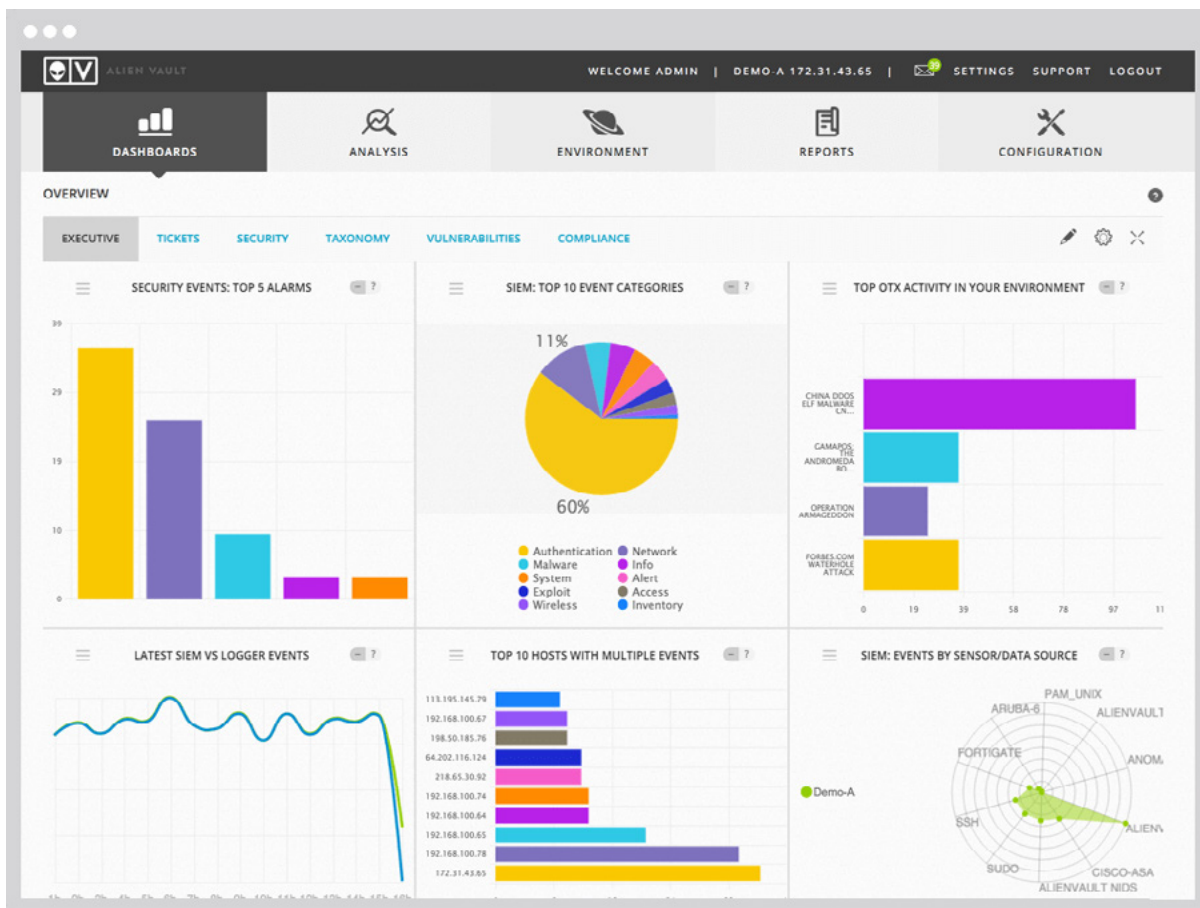 ALIEN VAULT
WELCOME ADMIN | DEMO-A 172.31.43.65 | 39 SETTINGS SUPPORT LOGOUT
DASHBOARDS ANALYSIS ENVIRONMENT REPORTS CONFIGURATION
OVERVIEW ?
EXECUTIVE TICKETS SECURITY TAXONOMY VULNERABILITIES COMPLIANCE
SECURITY EVENTS: TOP 5 ALARMS - ?
39
29
19
10
0
SIEM: TOP 10 EVENT CATEGORIES - ?
11%
60%
Authentication Network
Malware Info
System Alert
Exploit Access
Wireless Inventory
TOP OTX ACTIVITY IN YOUR ENVIRONMENT - ?
CHINA DDOS
ELF MALWARE
CN...
GAMAPOS:
THE
ANDROMEDA
BO...
OPERATION
ARMAGEDDON
FORBES.COM
WATERHOLE
ATTACK
0 19 39 58 78 97 11
LATEST SIEM VS LOGGER EVENTS - ?
TOP 10 HOSTS WITH MULTIPLE EVENTS - ?
113.195.145.79
192.168.100.67
198.50.185.76
64.202.116.124
218.65.30.92
192.168.100.74
192.168.100.64
192.168.100.65
192.168.100.78
172.31.43.65
SIEM: EVENTS BY SENSOR/DATA SOURCE - ?
PAM_UNIX
ARUBA-6 ALIENVAULT
FORTIGATE ANOM
Demo-A
SSH ALIENV
SUDO CISCO-ASA
ALIENVAULT NIDS